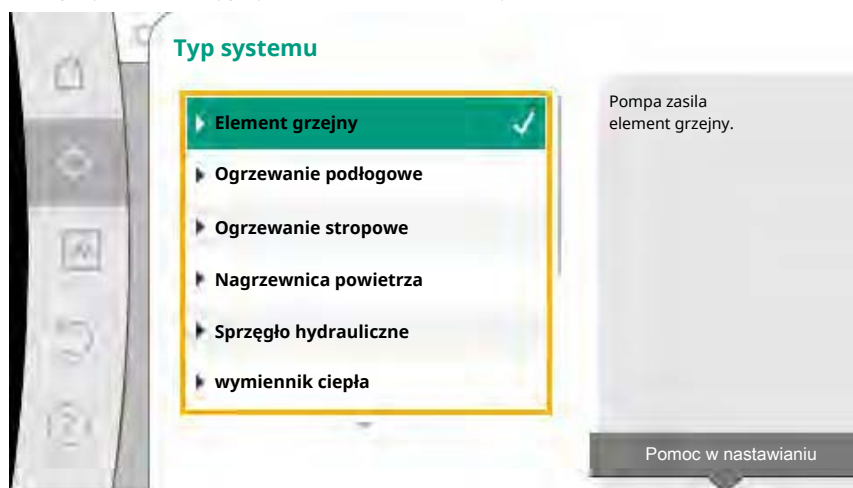 Typ systemu
Element grzejny
Ogrzewanie podłogowe
Ogrzewanie stropowe
Nagrzewnica powietrza
Sprzęgło hydrauliczne
wymiennik ciepła
Pompa zasila
element grzejny.
Pomoc w nastawianiu